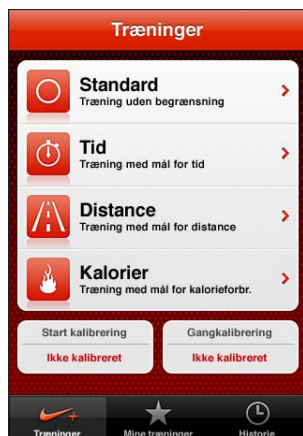 Træninger
Standard
Træning uden begrænsning
Tid
Træning med mål for tid
Distance
Træning med mål for distance
Kalorier
Træning med mål for kalorieforbr.
Start kalibrering
Ikke kalibreret
Gangkalibrering
Ikke kalibreret
Træninger
Mine træninger
Historie